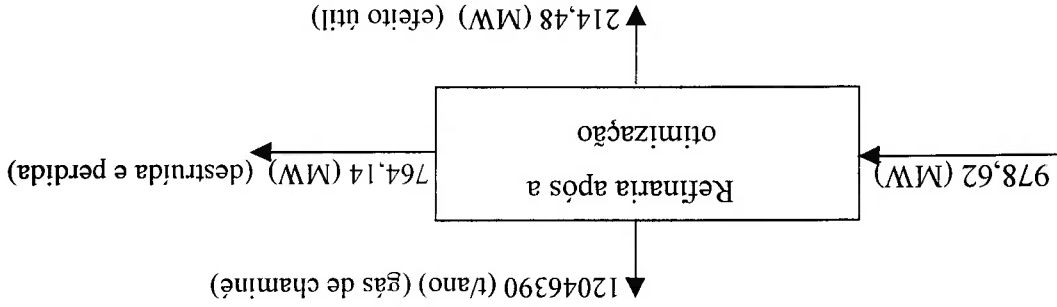 12046390 (t/ano) (gás de chaminé)
978,62 (MW)
Refinaria após a
otimização
764,14 (MW) (destruída e perdida)
214,48 (MW) (efeito útil)